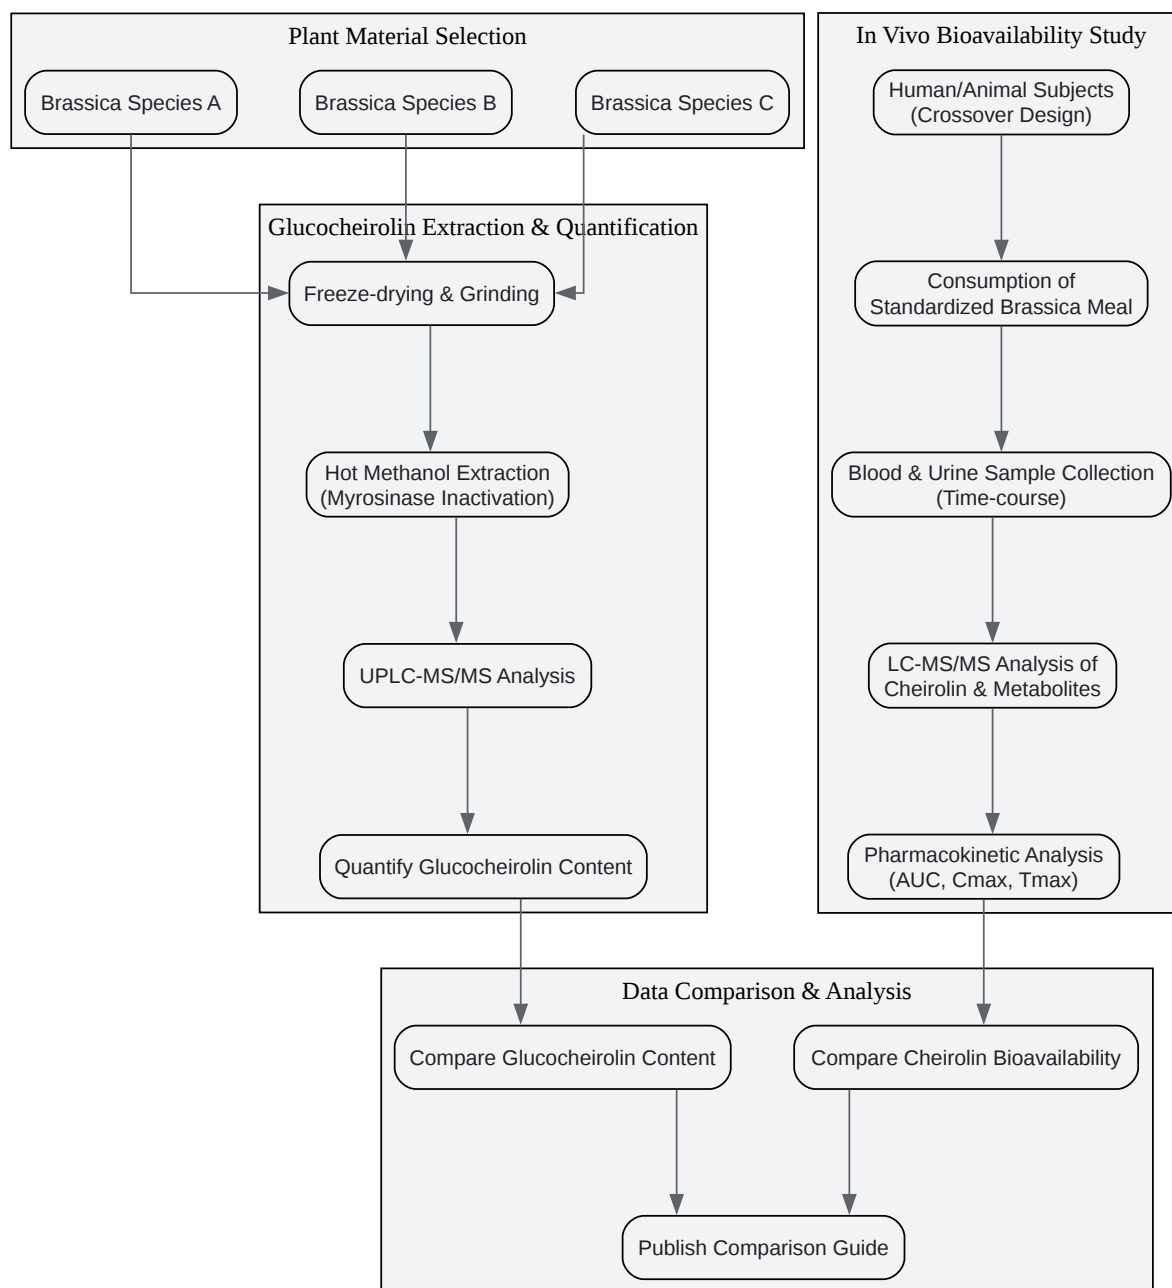 Plant Material Selection
Brassica Species A
Brassica Species B
Brassica Species C
Glucocheirolin Extraction & Quantification
Freeze-drying & Grinding
Hot Methanol Extraction
(Myrosinase Inactivation)
UPLC-MS/MS Analysis
Quantify Glucocheirolin Content
In Vivo Bioavailability Study
Human/Animal Subjects
(Crossover Design)
Consumption of
Standardized Brassica Meal
Blood & Urine Sample Collection
(Time-course)
LC-MS/MS Analysis of
Cheirolin & Metabolites
Pharmacokinetic Analysis
(AUC, Cmax, Tmax)
Data Comparison & Analysis
Compare Glucocheirolin Content
Compare Cheirolin Bioavailability
Publish Comparison Guide